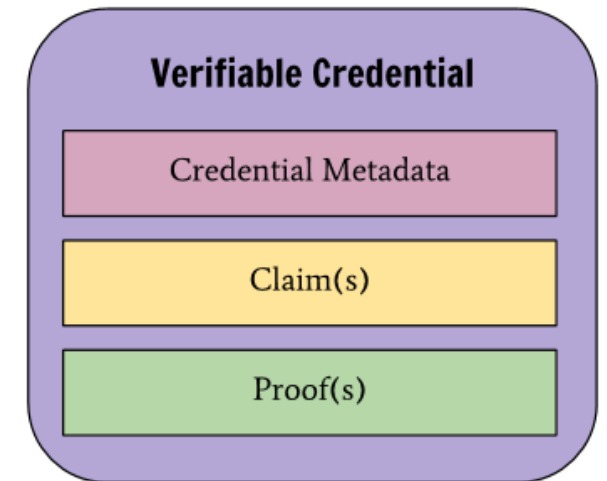 Verifiable Credential
Credential Metadata
Claim(s)
Proof(s)